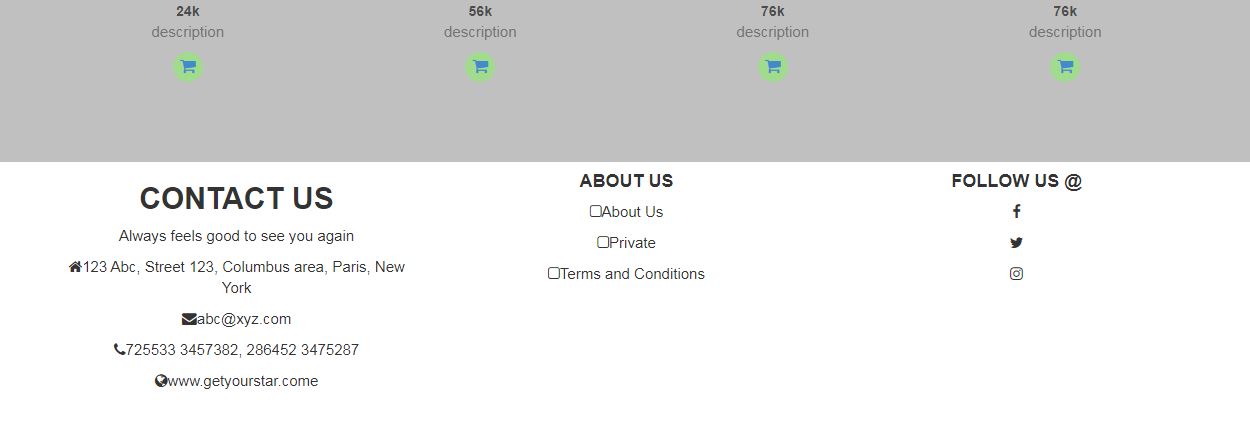 24k 56k 76k 76k
description description description description
CONTACT US
Always feels good to see you again
123 Abc, Street 123, Columbus area, Paris, New
York
abc@xyz.com
725533 3457382, 286452 3475287
www.getyourstar.come
ABOUT US
About Us
Private
Terms and Conditions
FOLLOW US @